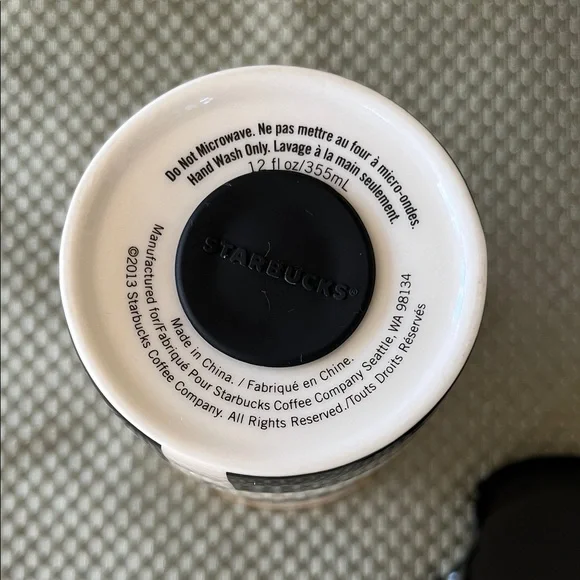 Do Not Microwave. Ne pas mettre au four à micro-ondes.
Hand Wash Only. Lavage à la main seulement.
12 fl oz/355mL
STARBUCKS®
Made in China. / Fabriqué en Chine.
Manufactured for/Fabriqué Pour Starbucks Coffee Company Seattle, WA 98134
©2013 Starbucks Coffee Company. All Rights Reserved./Touts Droits Réservés